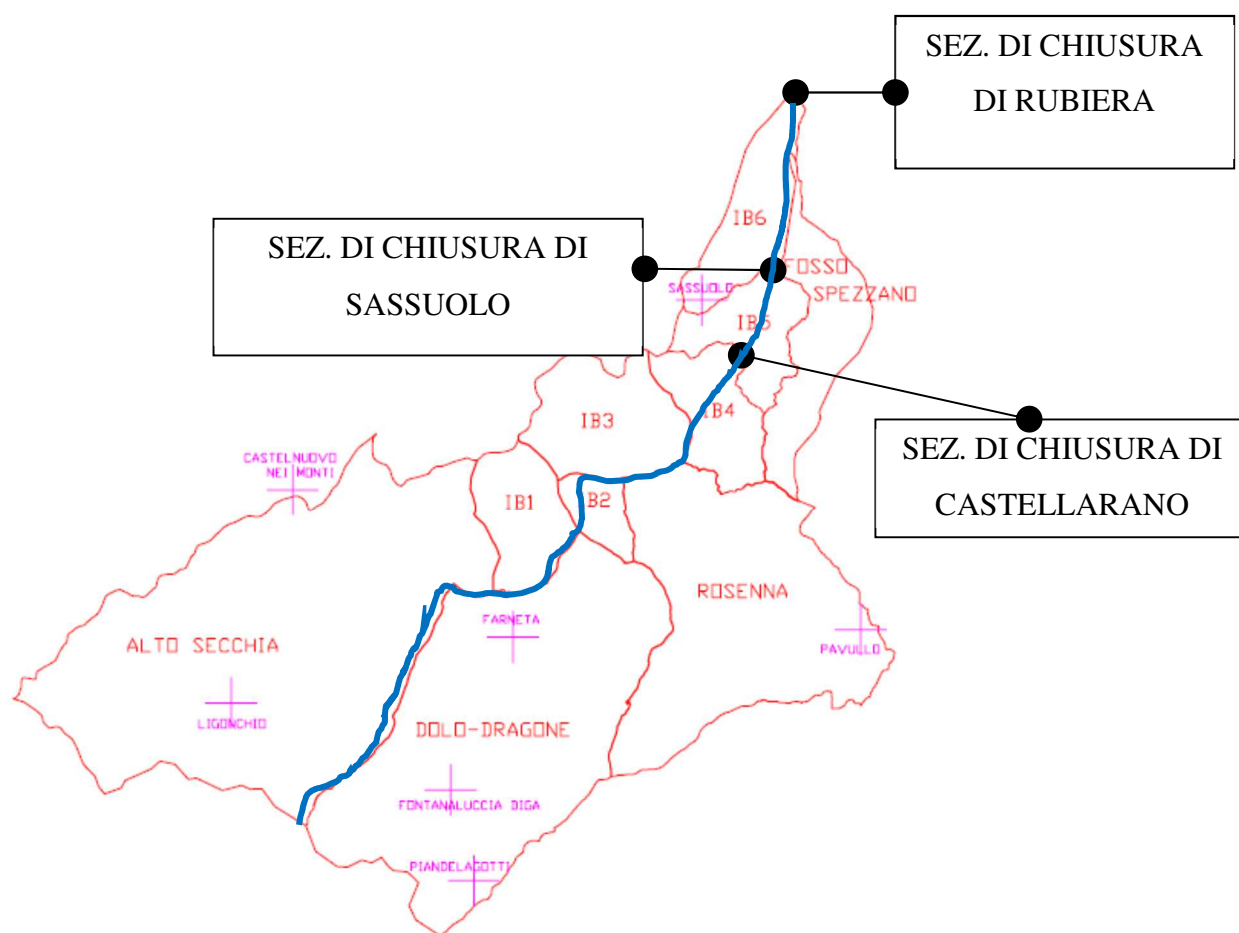 SEZ. DI CHIUSURA
DI RUBIERA
SEZ. DI CHIUSURA DI
SASSUOLO
IB6
FOSSO
SPEZZANO
SASSUOLO
IB5
IB4
IB3
SEZ. DI CHIUSURA DI
CASTELLARANO
CASTELNUOVO
NEI MONTI
IB1
B2
ROSENNA
FARNETA
PAVULLO
ALTO SECCHIA
LIGONCHIO
DOLO-DRAGONE
FONTANALUCCIA DIGA
PIANDELAGOTTI